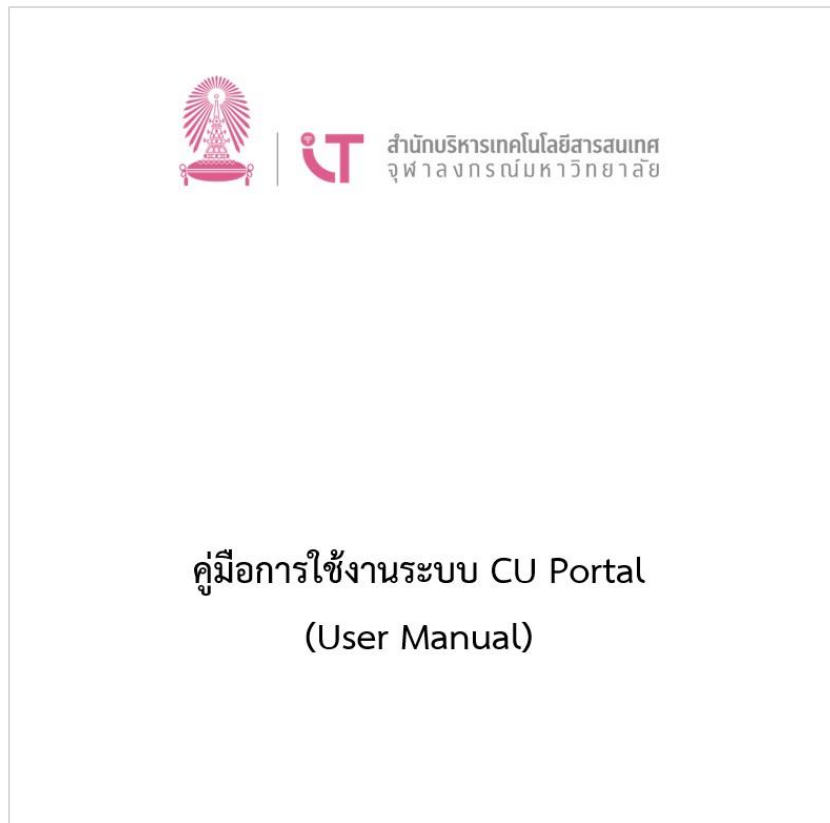 iT
สำนักบริหารเทคโนโลยีสารสนเทศ
จุฬาลงกรณ์มหาวิทยาลัย
คู่มือการใช้งานระบบ CU Portal
(User Manual)